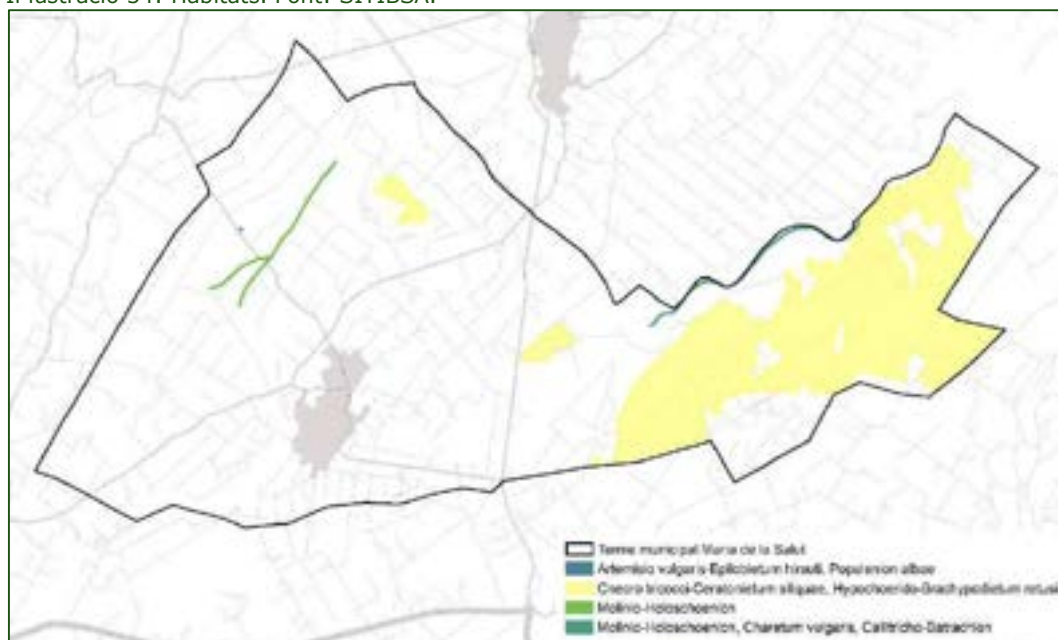 Il·lustració 54. Hàbitats. Font: SITIBSA.
Terme municipal Maria de la Salut
Artemisio vulgaris-Epilobietum hirsuti, Populenion albae
Cneoro tricocci-Ceratonietum siliquae, Hypochoerido-Brachypodietum retusi
Molinio-Holoschoenion
Molinio-Holoschoenion, Charetum vulgaris, Callitricho-Batrachion